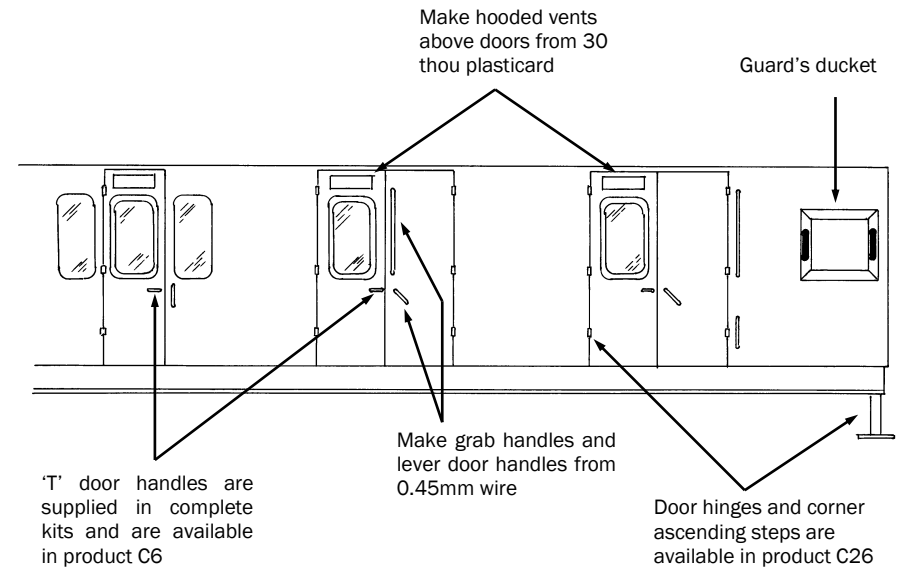 Make hooded vents
above doors from 30
thou plasticard
Guard's ducket
Make grab handles and
lever door handles from
0.45mm wire
‘T’ door handles are
supplied in complete
kits and are available
in product C6
Door hinges and corner
ascending steps are
available in product C26